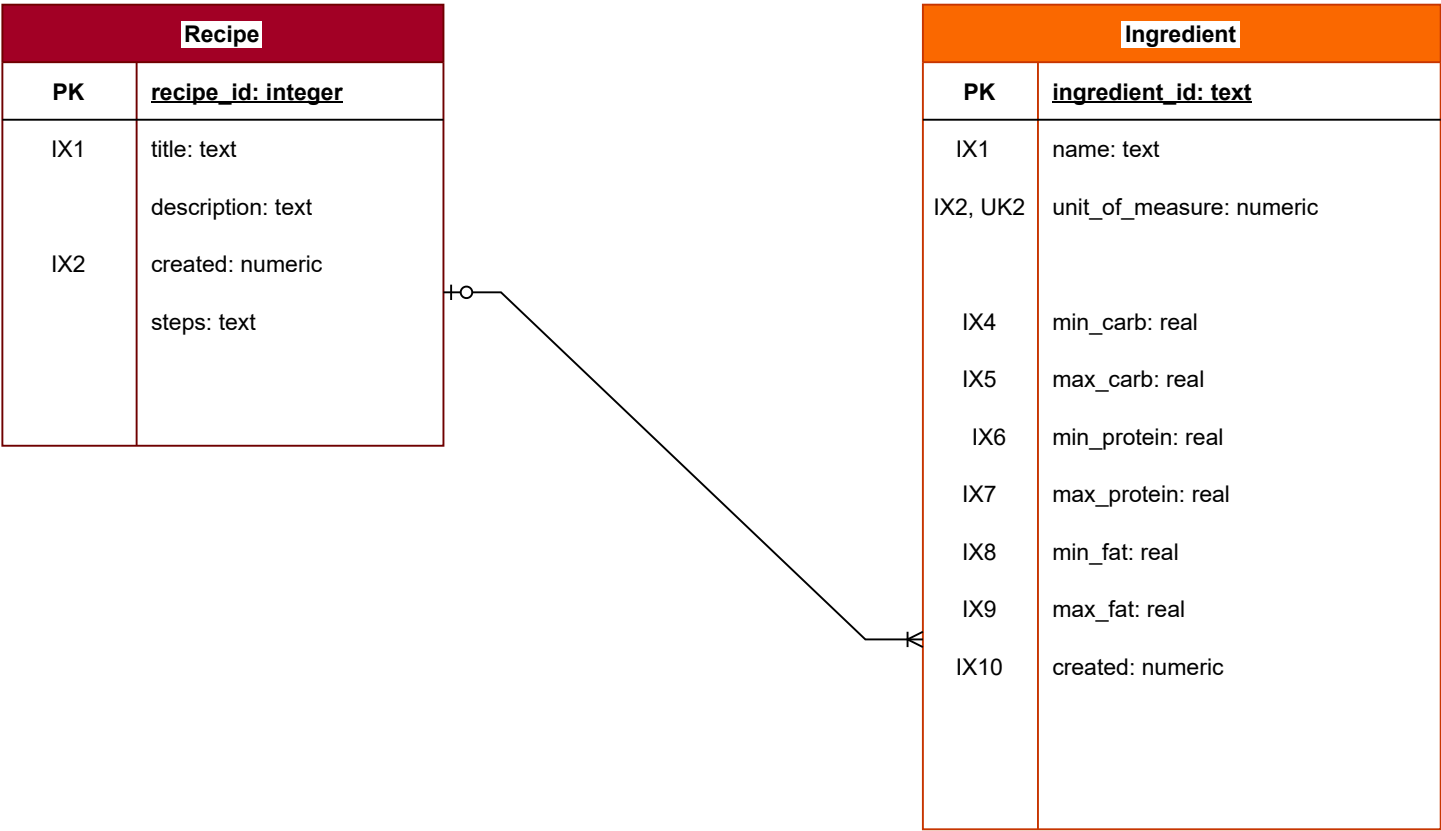 Recipe
PK recipe_id: integer
IX1 title: text
description: text
IX2 created: numeric
steps: text
Ingredient
PK ingredient_id: text
IX1 name: text
IX2, UK2 unit_of_measure: numeric
IX4 min_carb: real
IX5 max_carb: real
IX6 min_protein: real
IX7 max_protein: real
IX8 min_fat: real
IX9 max_fat: real
IX10 created: numeric